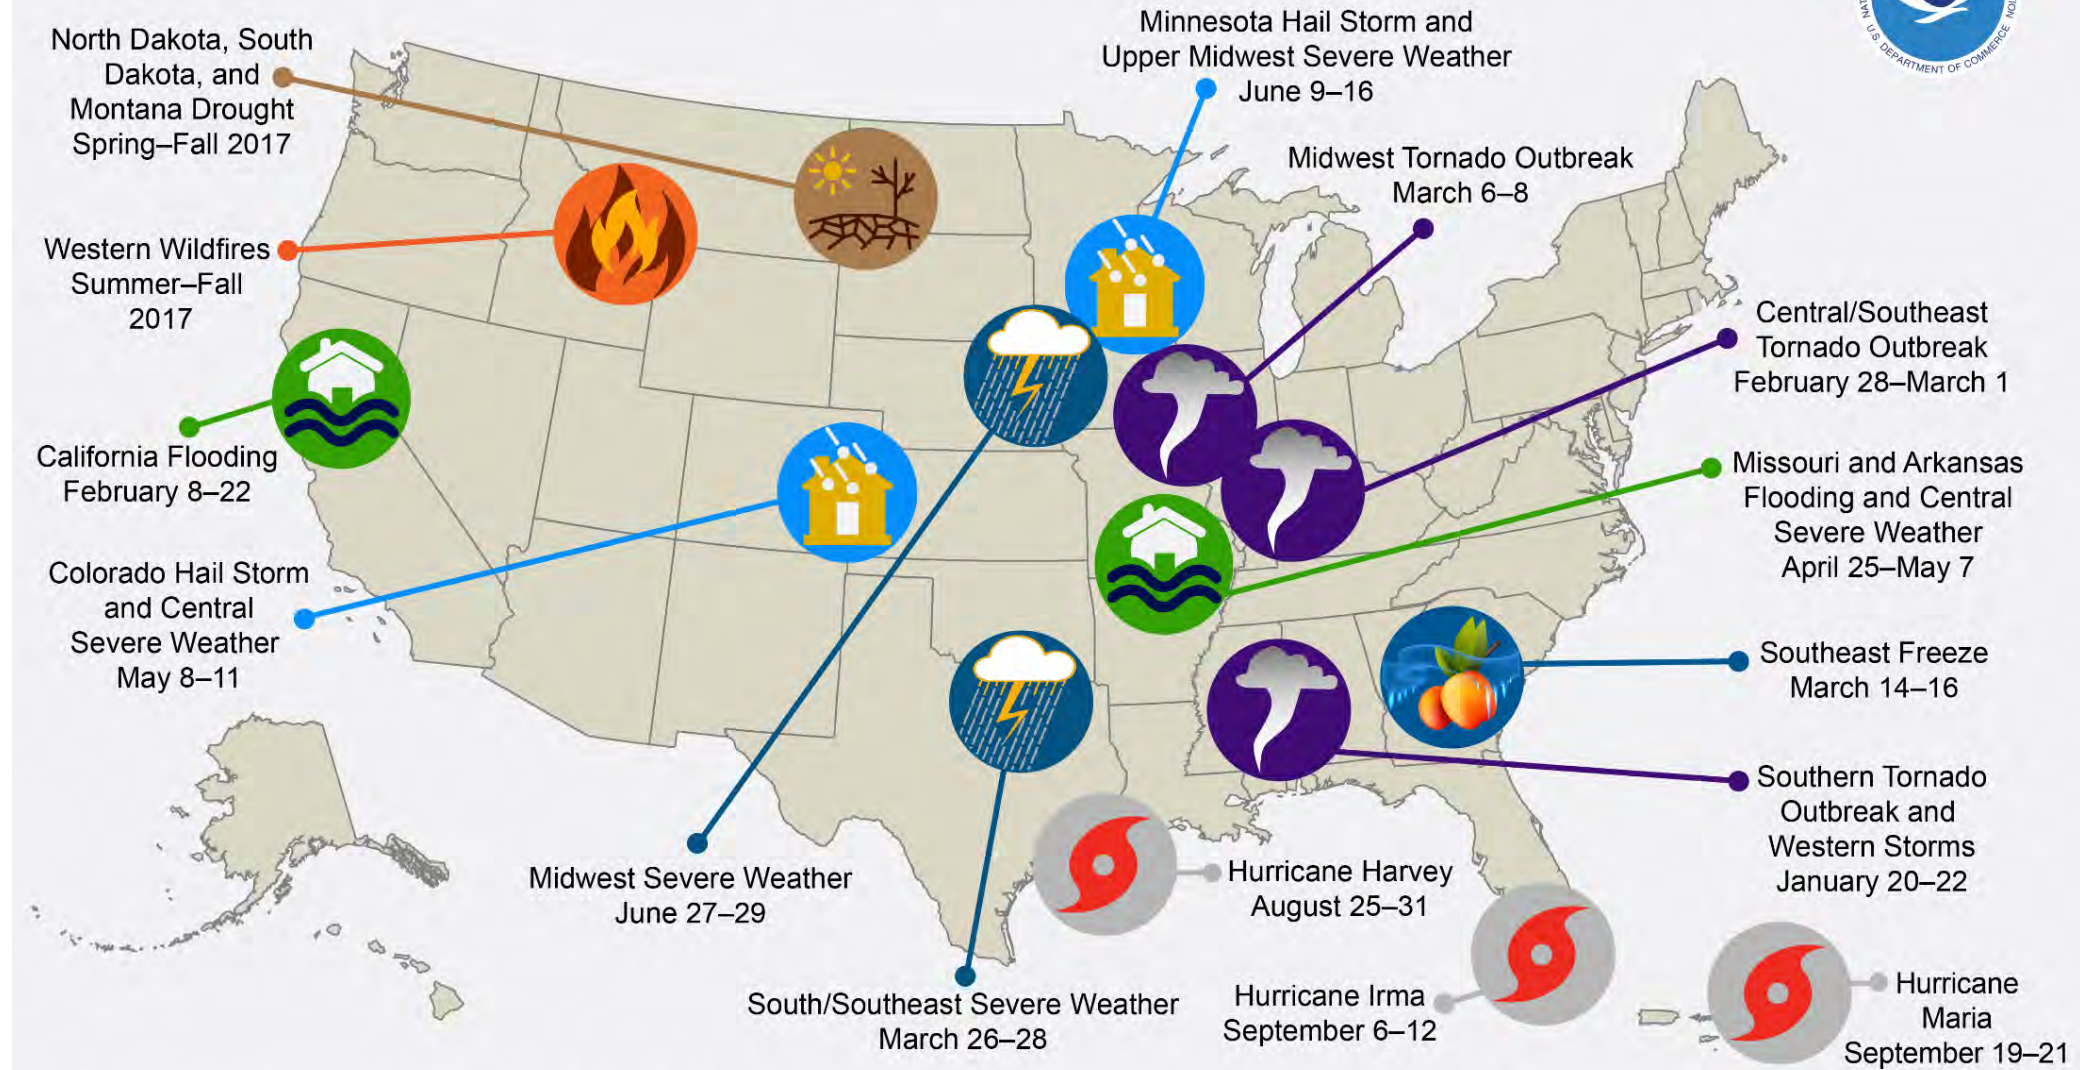 North Dakota, South
Dakota, and
Montana Drought
Spring–Fall 2017
Western Wildfires
Summer–Fall
2017
California Flooding
February 8–22
Colorado Hail Storm
and Central
Severe Weather
May 8–11
Minnesota Hail Storm and
Upper Midwest Severe Weather
June 9–16
Midwest Tornado Outbreak
March 6–8
Central/Southeast
Tornado Outbreak
February 28–March 1
Missouri and Arkansas
Flooding and Central
Severe Weather
April 25–May 7
Southeast Freeze
March 14–16
Southern Tornado
Outbreak and
Western Storms
January 20–22
Midwest Severe Weather
June 27–29
South/Southeast Severe Weather
March 26–28
Hurricane Harvey
August 25–31
Hurricane Irma
September 6–12
Hurricane
Maria
September 19–21
U.S. DEPARTMENT OF COMMERCE